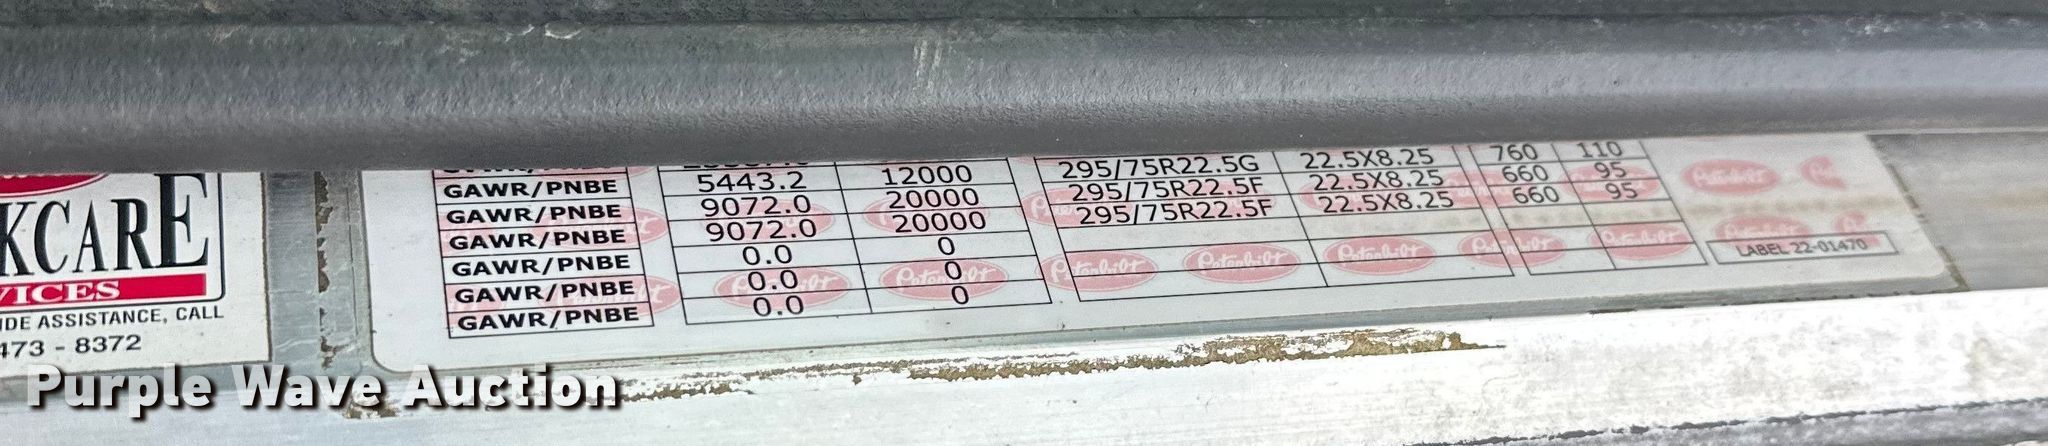 KCARE
VICES
IDE ASSISTANCE, CALL
473 - 8372
GAWR/PNBE 5443.2 12000 295/75R22.5G 22.5X8.25 760 110
GAWR/PNBE 9072.0 20000 295/75R22.5F 22.5X8.25 660 95
GAWR/PNBE 9072.0 20000 295/75R22.5F 22.5X8.25 660 95
GAWR/PNBE 0.0 0
GAWR/PNBE 0.0 0
GAWR/PNBE 0.0 0
Peterbilt
LABEL 22-01470
Purple Wave Auction